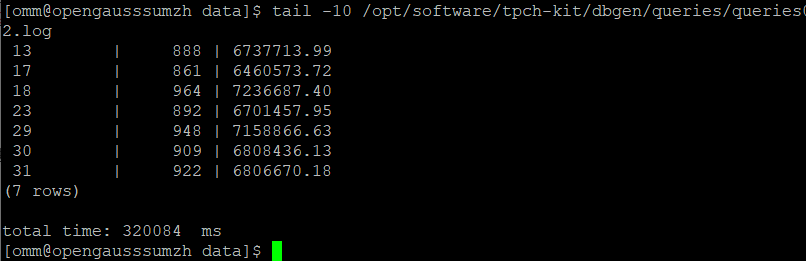 [omm@opengausssumzh data]$ tail -10 /opt/software/tpch-kit/dbgen/queries/queries0
2.log
 13         |      888 | 6737713.99
 17         |      861 | 6460573.72
 18         |      964 | 7236687.40
 23         |      892 | 6701457.95
 29         |      948 | 7158866.63
 30         |      909 | 6808436.13
 31         |      922 | 6806670.18
(7 rows)

total time: 320084  ms
[omm@opengausssumzh data]$